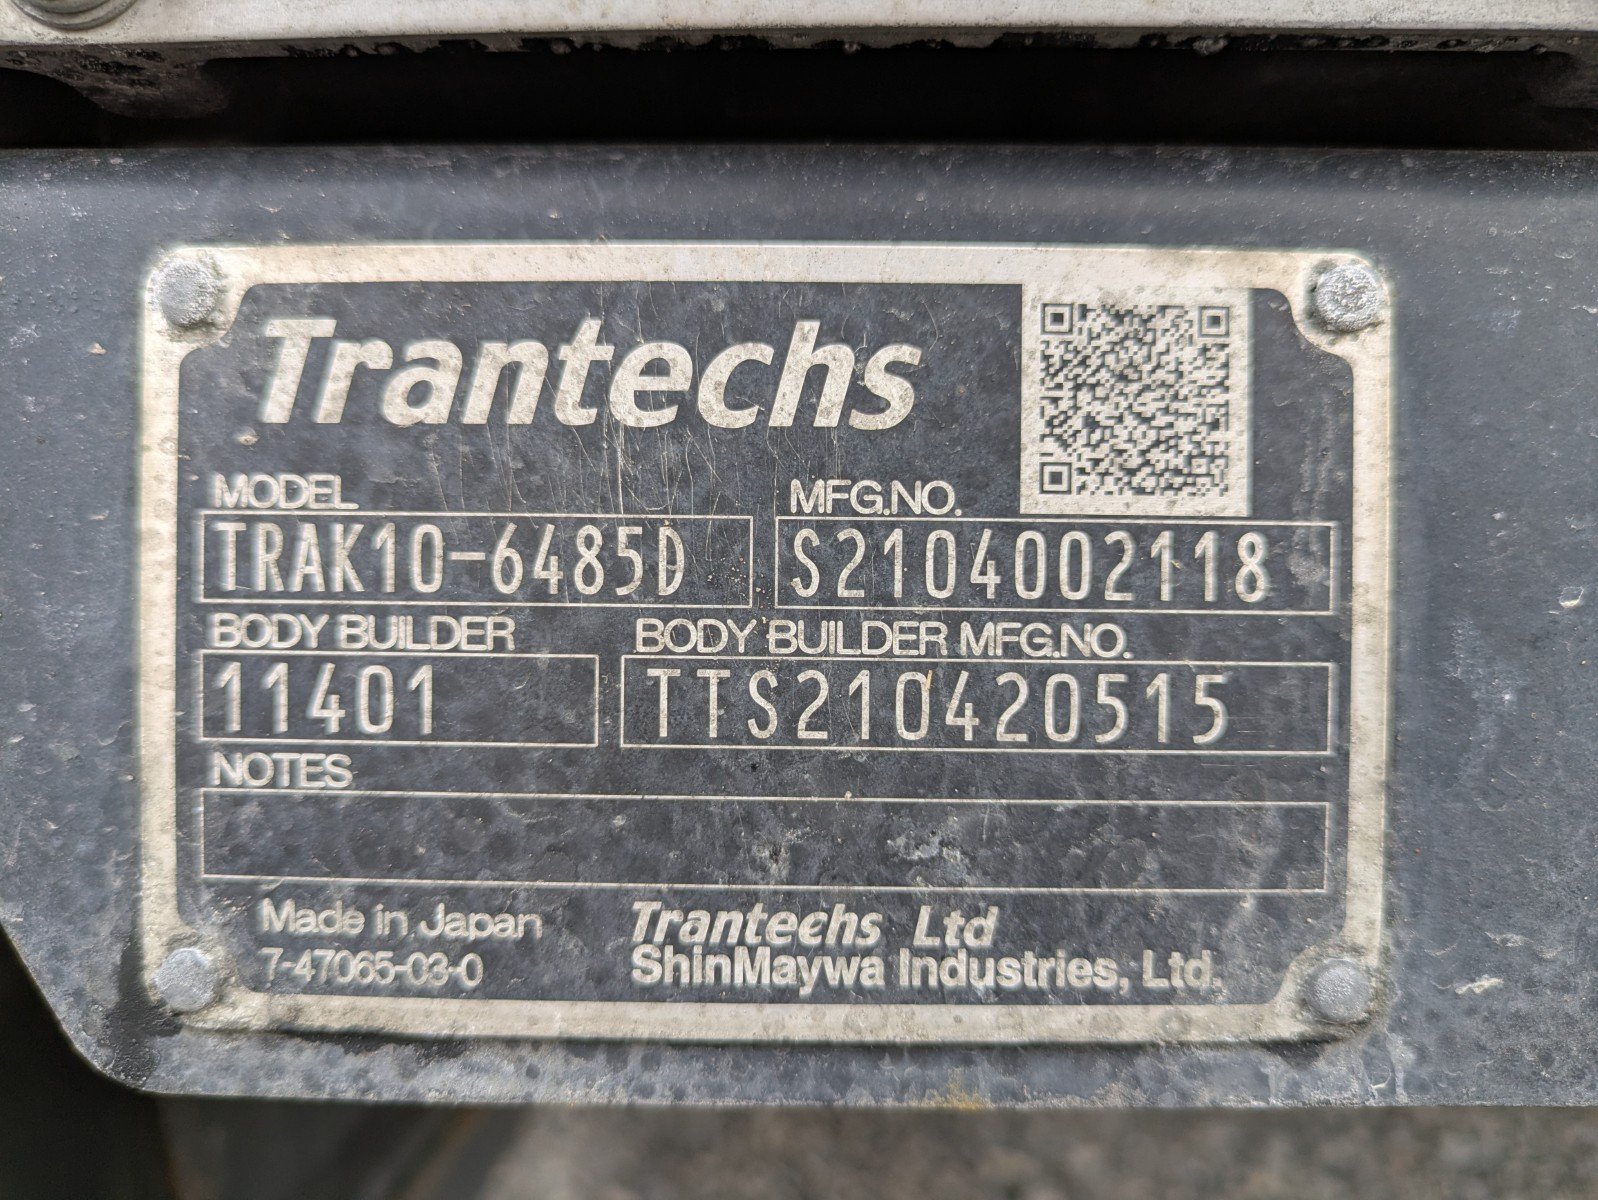 Trantechs
MODEL
MFG.NO.
TRAK10-6485D
S2104002118
BODY BUILDER
BODY BUILDER MFG.NO.
11401
TTS210420515
NOTES
Made in Japan
Trantechs Ltd
7-47065-03-0
ShinMaywa Industries, Ltd.